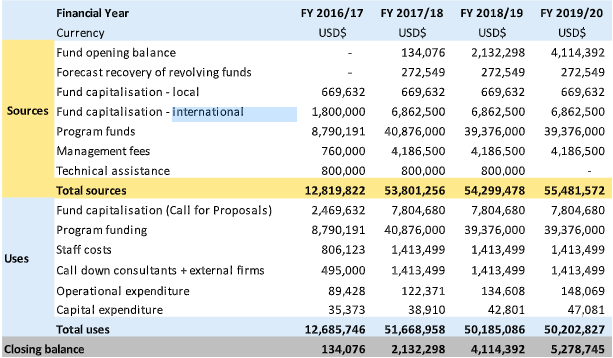 Financial Year FY 2016/17 FY 2017/18 FY 2018/19 FY 2019/20
Currency USD$ USD$ USD$ USD$
Sources
Fund opening balance - 134,076 2,132,298 4,114,392
Forecast recovery of revolving funds - 272,549 272,549 272,549
Fund capitalisation - local 669,632 669,632 669,632 669,632
Fund capitalisation - international 1,800,000 6,862,500 6,862,500 6,862,500
Program funds 8,790,191 40,876,000 39,376,000 39,376,000
Management fees 760,000 4,186,500 4,186,500 4,186,500
Technical assistance 800,000 800,000 800,000 -
Total sources 12,819,822 53,801,256 54,299,478 55,481,572
Uses
Fund capitalisation (Call for Proposals) 2,469,632 7,804,680 7,804,680 7,804,680
Program funding 8,790,191 40,876,000 39,376,000 39,376,000
Staff costs 806,123 1,413,499 1,413,499 1,413,499
Call down consultants + external firms 495,000 1,413,499 1,413,499 1,413,499
Operational expenditure 89,428 122,371 134,608 148,069
Capital expenditure 35,373 38,910 42,801 47,081
Total uses 12,685,746 51,668,958 50,185,086 50,202,827
Closing balance 134,076 2,132,298 4,114,392 5,278,745